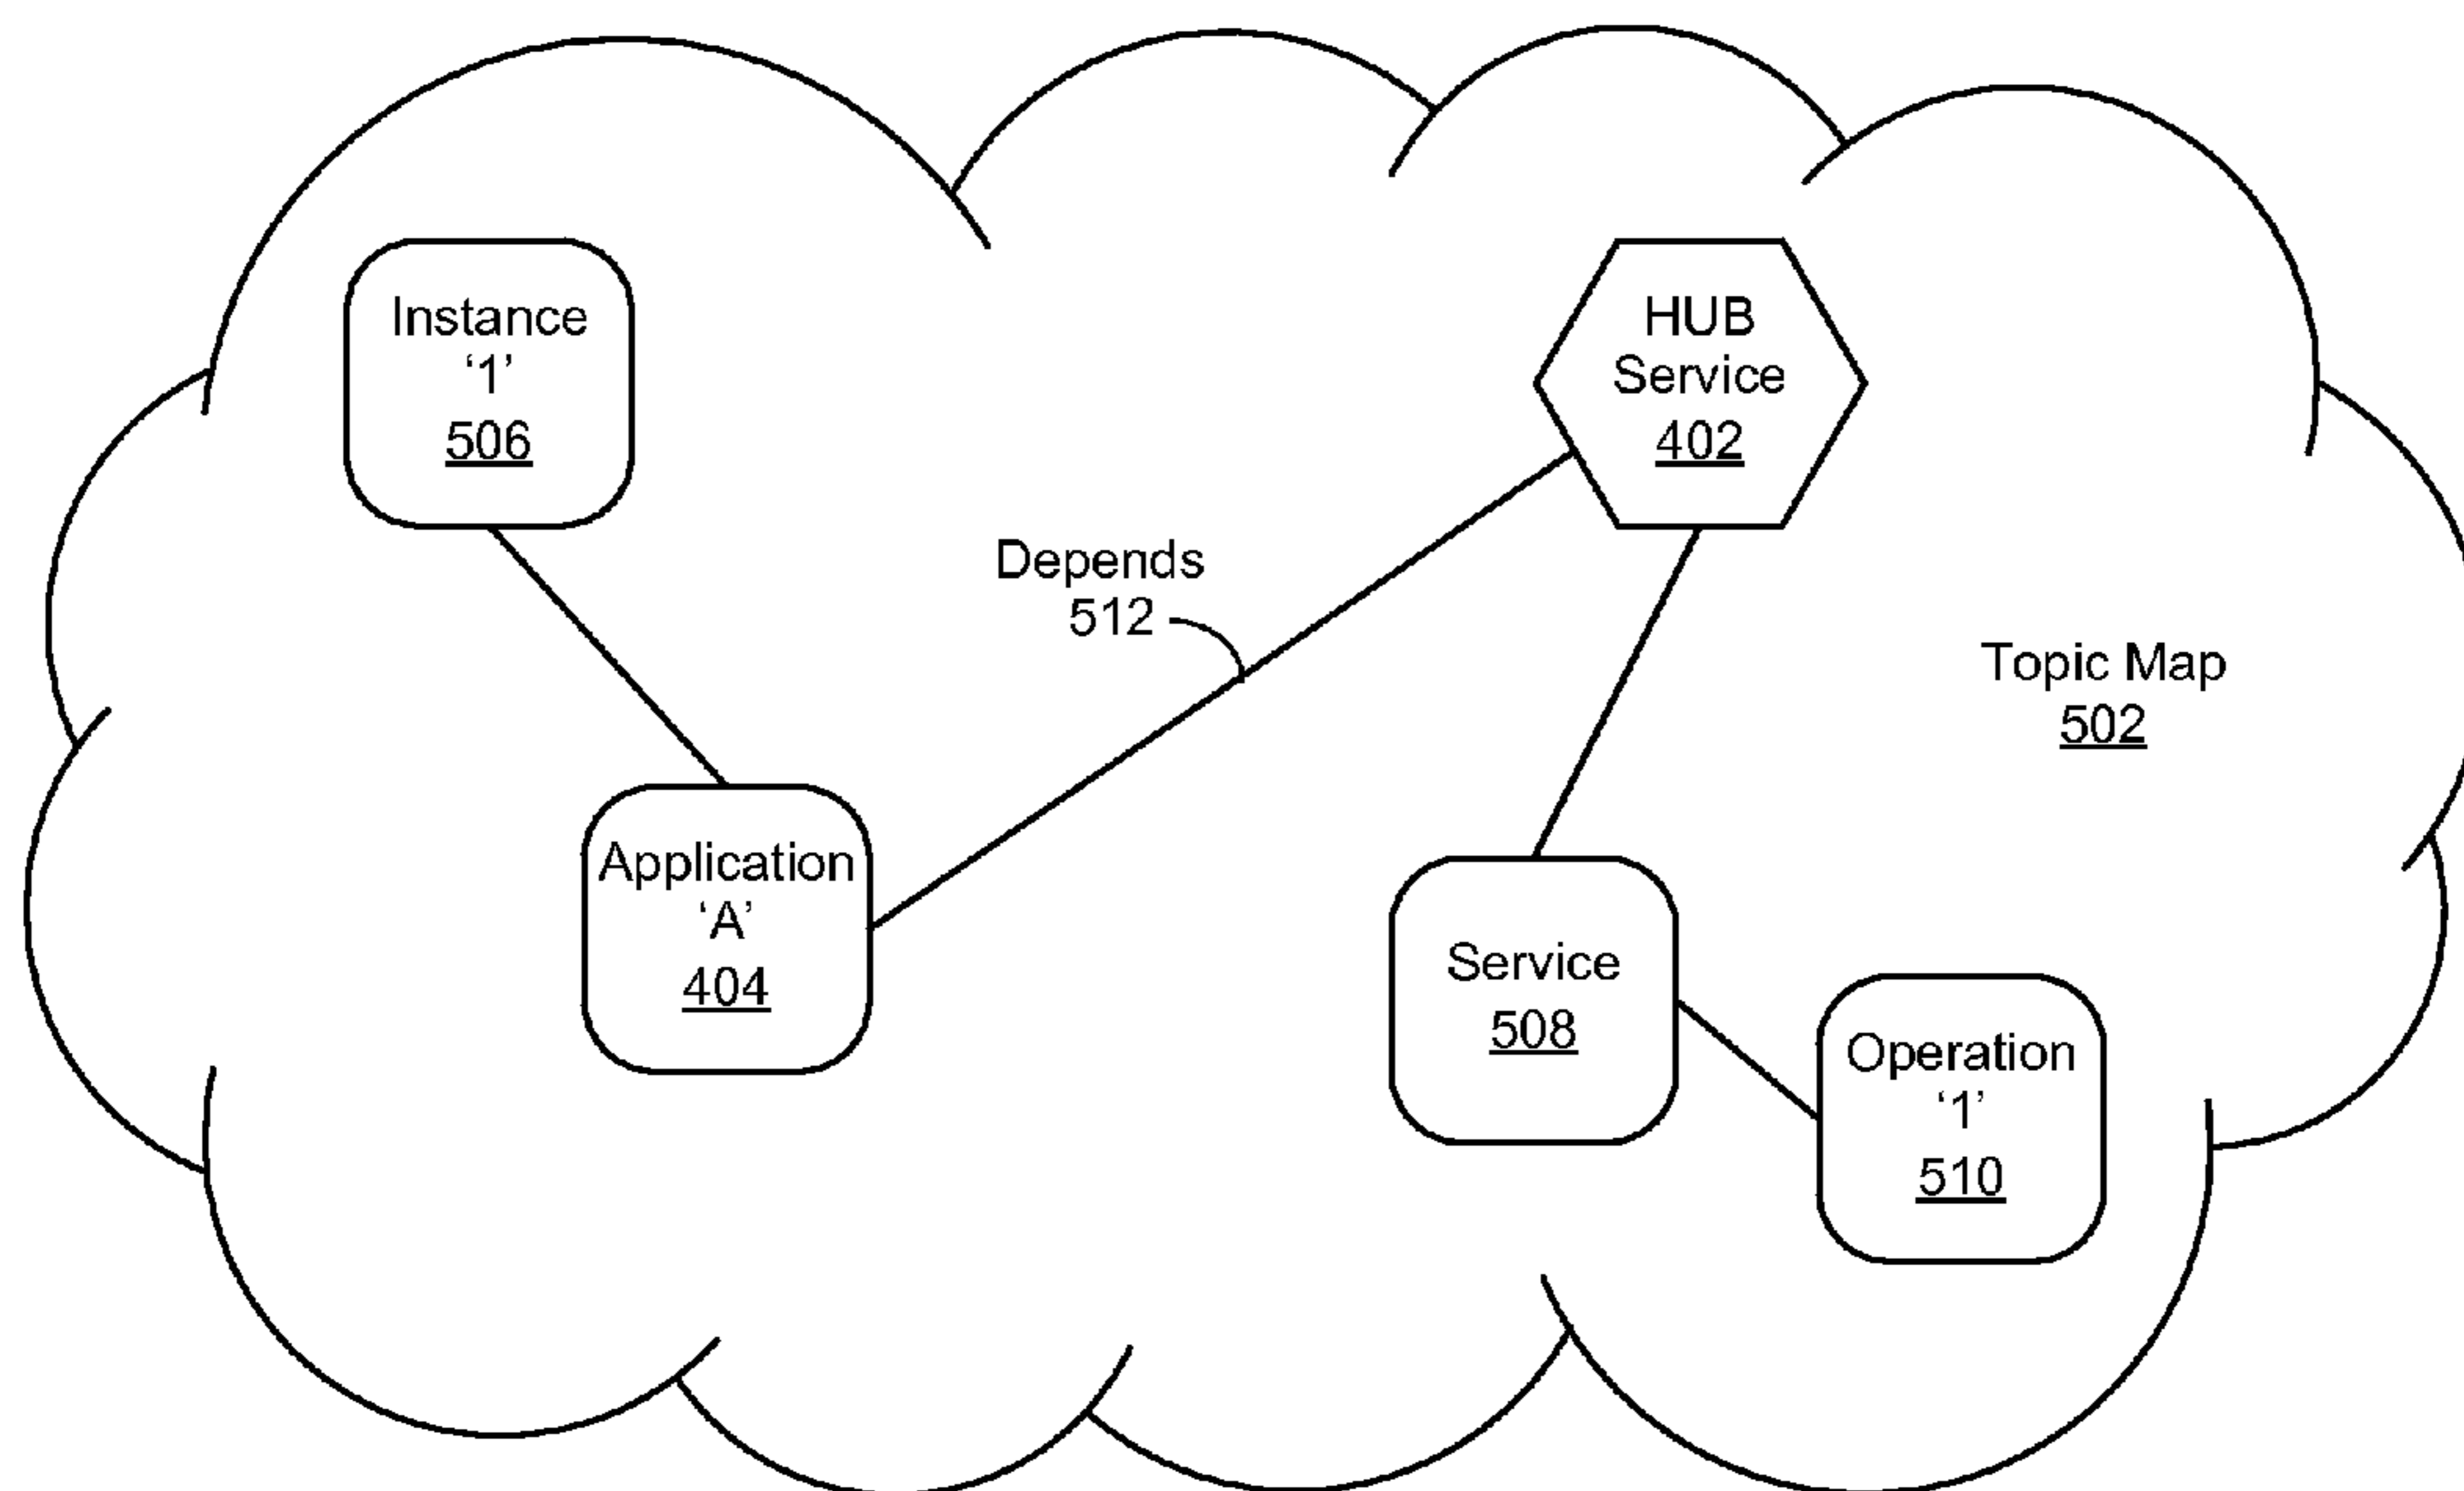 Instance
‘1’
506
HUB
Service
402
Depends
512
Topic Map
502
Application
‘A’
404
Service
508
Operation
‘1’
510